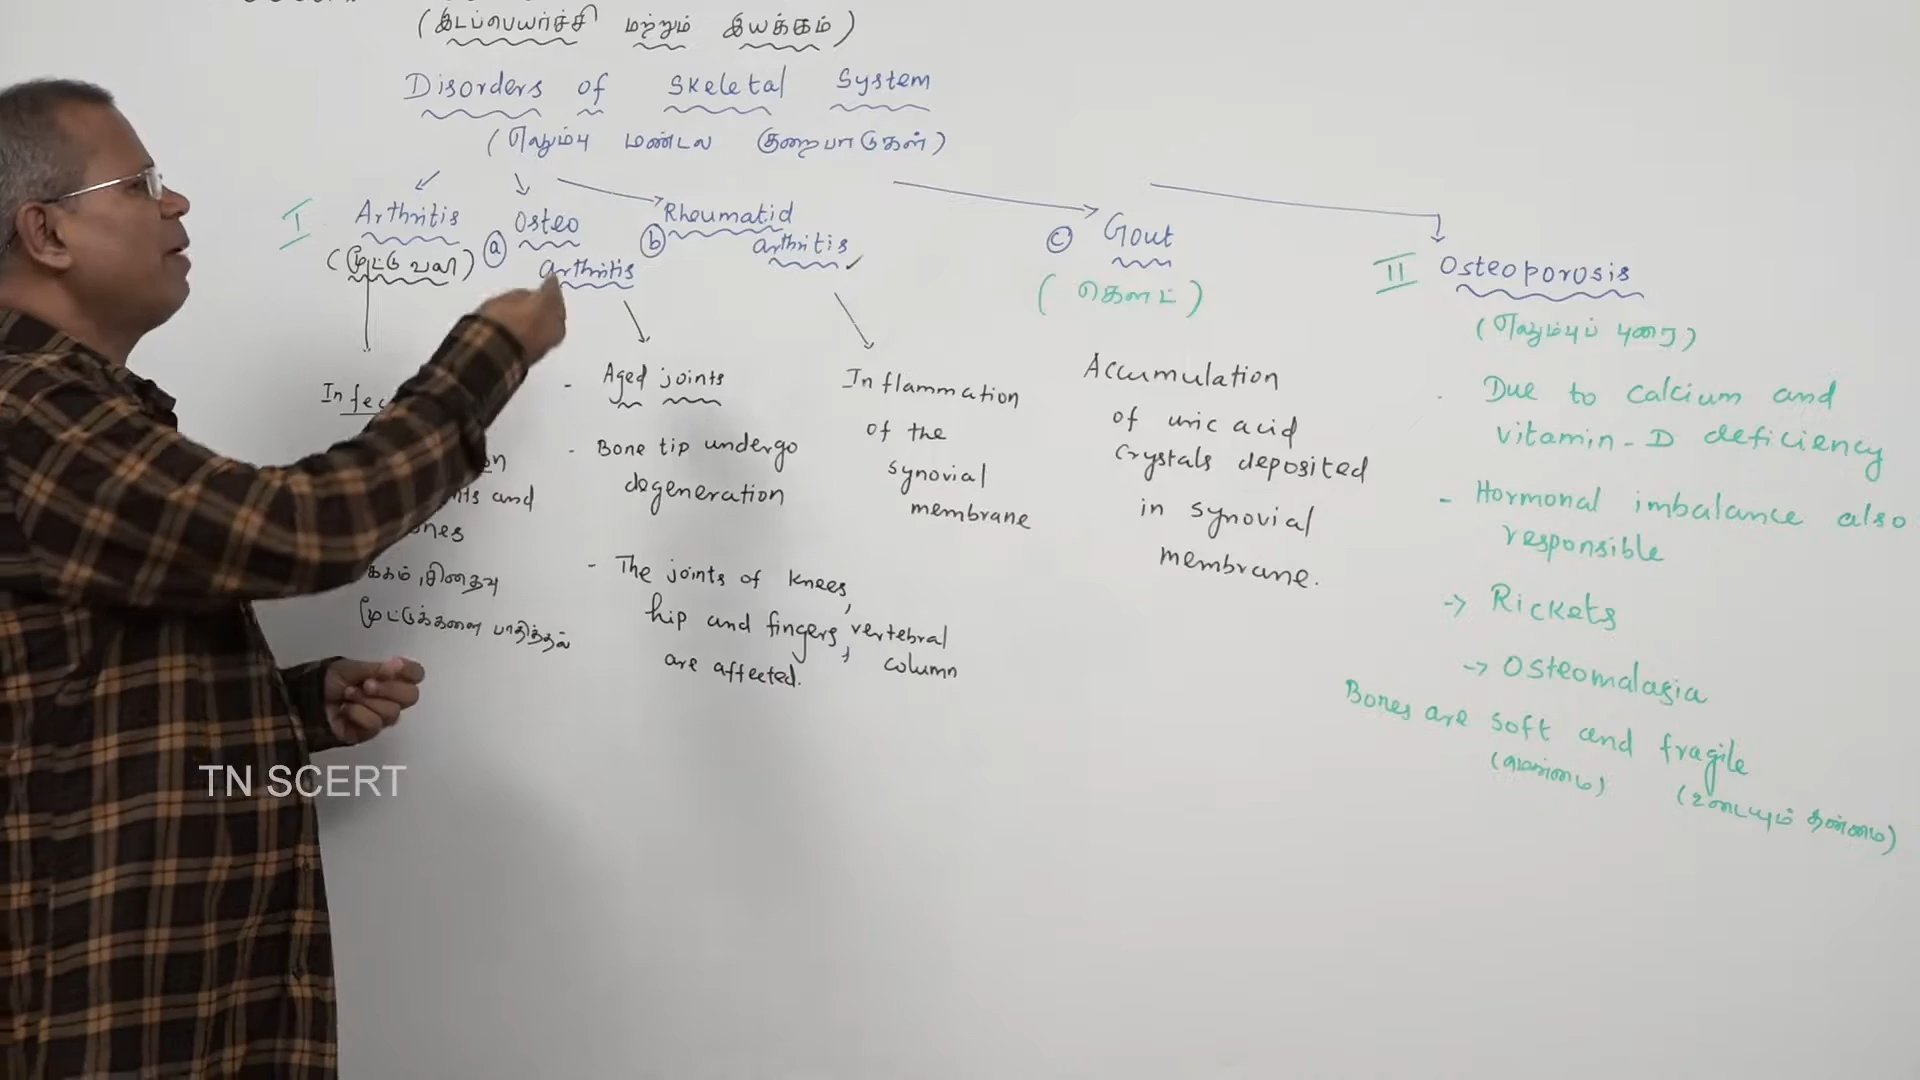 (இடப்பெயர்ச்சி மற்றும் இயக்கம்)
Disorders of Skeletal System
(எலும்பு மண்டல குறைபாடுகள்)
I Arthritis
(மூட்டு வலி)
Infec
on
nts and
ones
மூட்டுக்களை பாதித்தல்
(a) Osteo
arthritis
- Aged joints
- Bone tip undergo
degeneration
- The joints of knees,
hip and fingers, vertebral
column
are affected.
(b) Rheumatid
arthritis
Inflammation
of the
synovial
membrane
(c) Gout
(கௌட்)
Accumulation
of uric acid
crystals deposited
in synovial
membrane.
II Osteoporosis
(எலும்புப் புரை)
- Due to calcium and
vitamin-D deficiency
- Hormonal imbalance also
responsible
-> Rickets
-> Osteomalasia
Bones are soft and fragile
(மென்மை) (உடையும் தன்மை)
TN SCERT